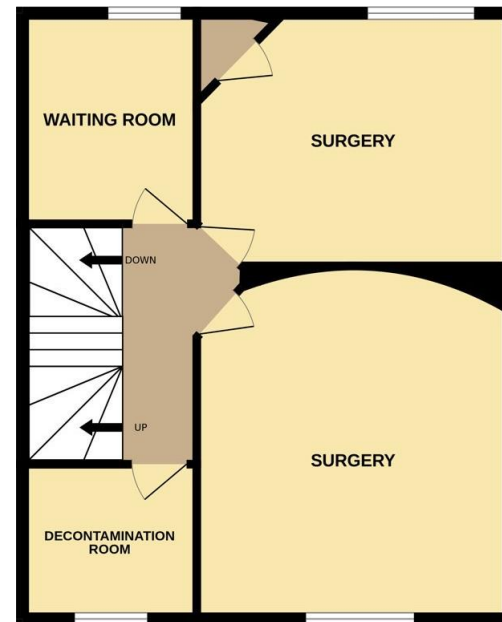 WAITING ROOM
SURGERY
DOWN
UP
SURGERY
DECONTAMINATION
ROOM